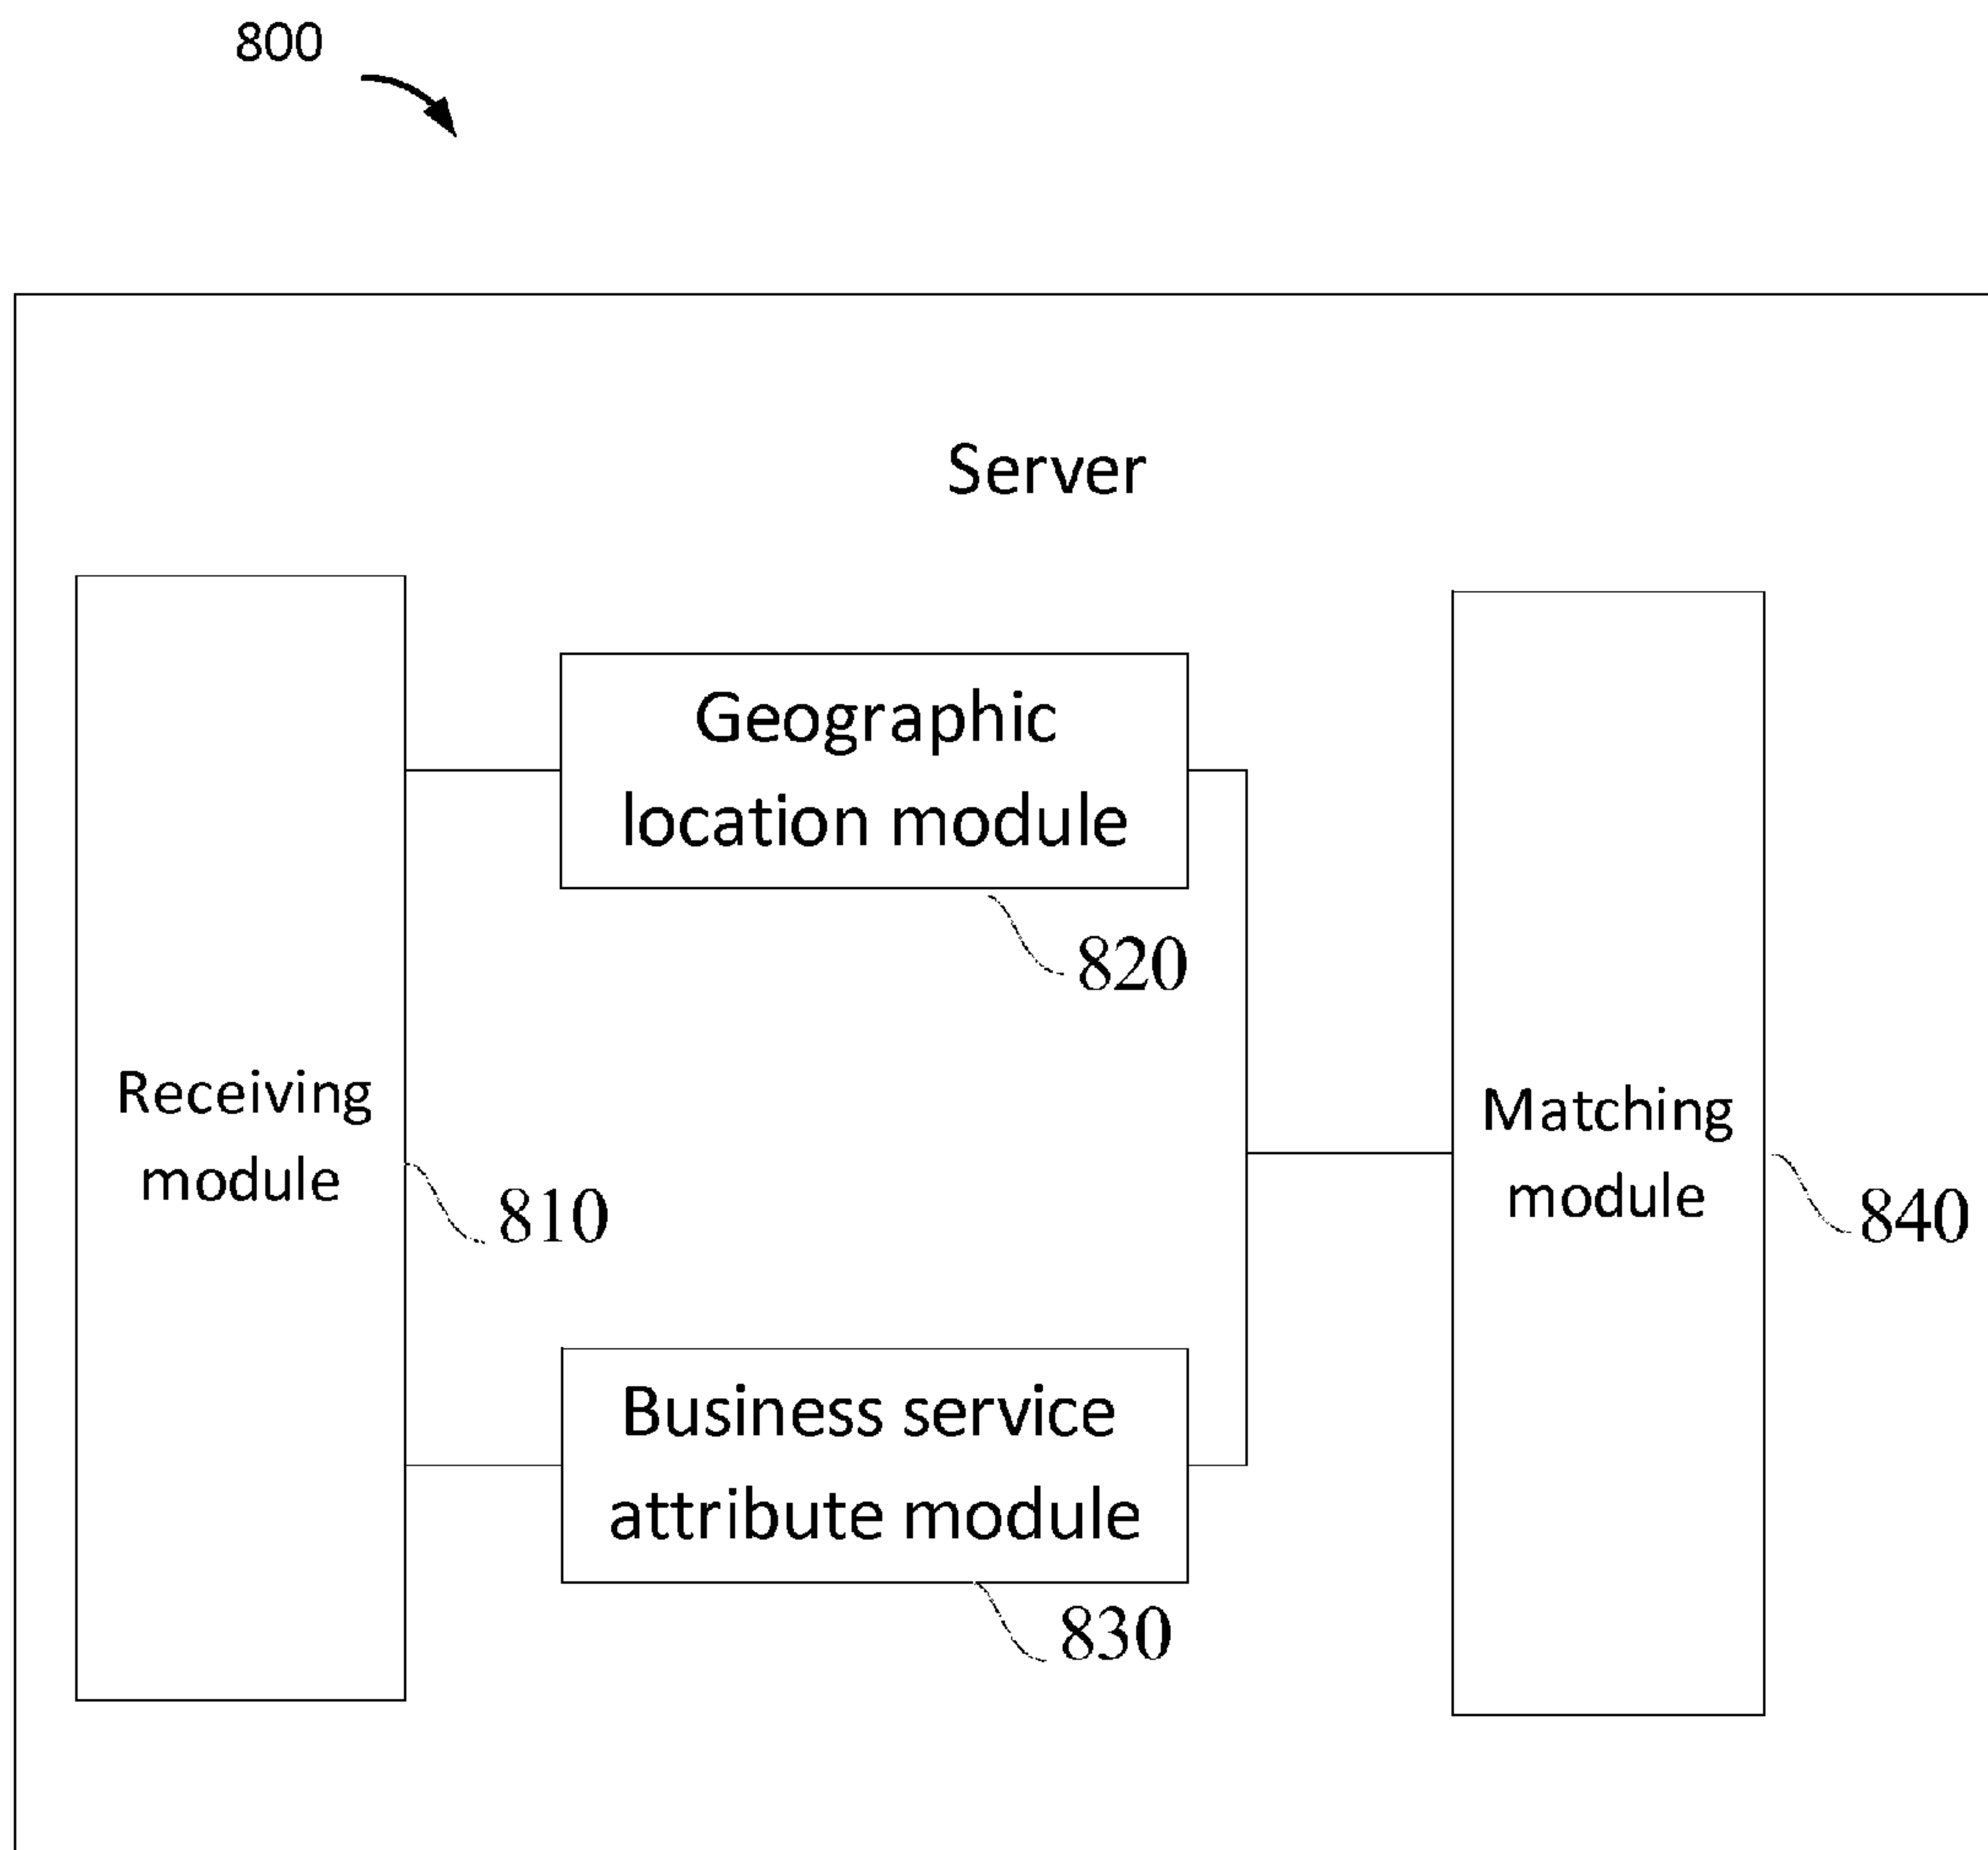 800
Server
Geographic
location module
820
Receiving
module
810
Matching
module
840
Business service
attribute module
830